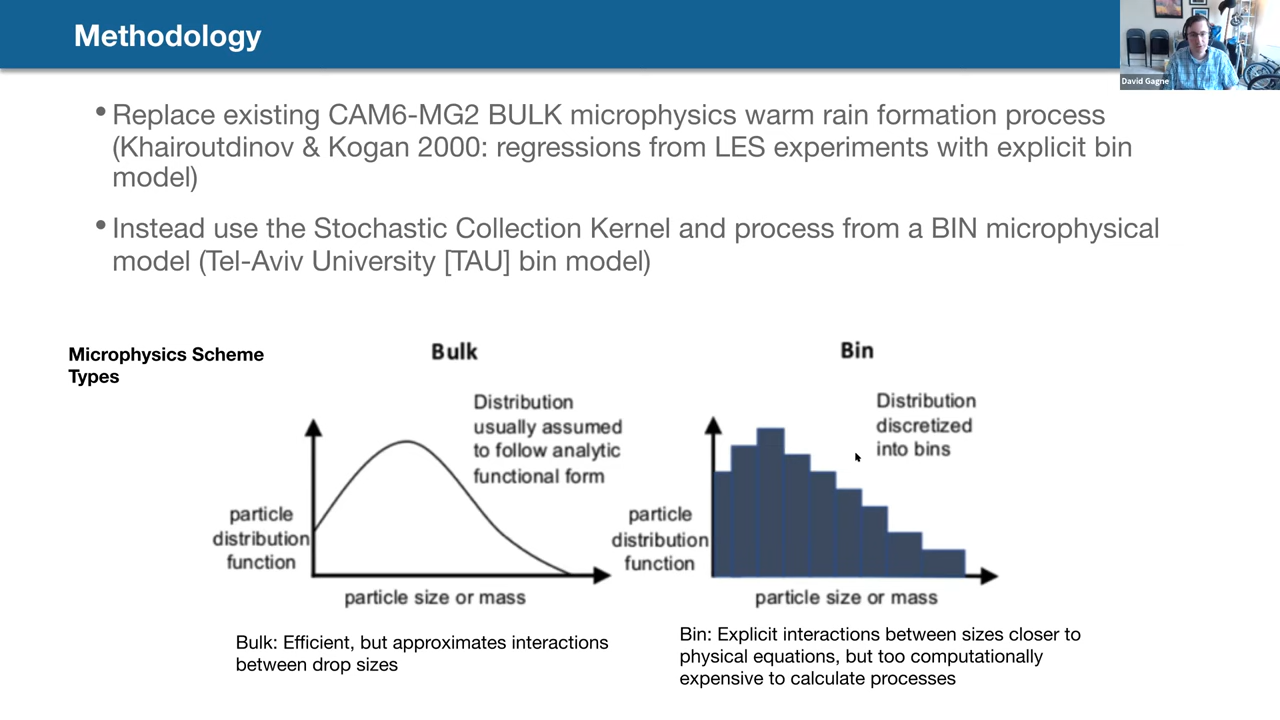 Methodology
David Gagne
• Replace existing CAM6-MG2 BULK microphysics warm rain formation process
(Khairoutdinov & Kogan 2000: regressions from LES experiments with explicit bin
model)
• Instead use the Stochastic Collection Kernel and process from a BIN microphysical
model (Tel-Aviv University [TAU] bin model)
Microphysics Scheme
Types
Bulk
Distribution
usually assumed
to follow analytic
functional form
particle
distribution
function
particle size or mass
Bulk: Efficient, but approximates interactions
between drop sizes
Bin
Distribution
discretized
into bins
particle
distribution
function
particle size or mass
Bin: Explicit interactions between sizes closer to
physical equations, but too computationally
expensive to calculate processes